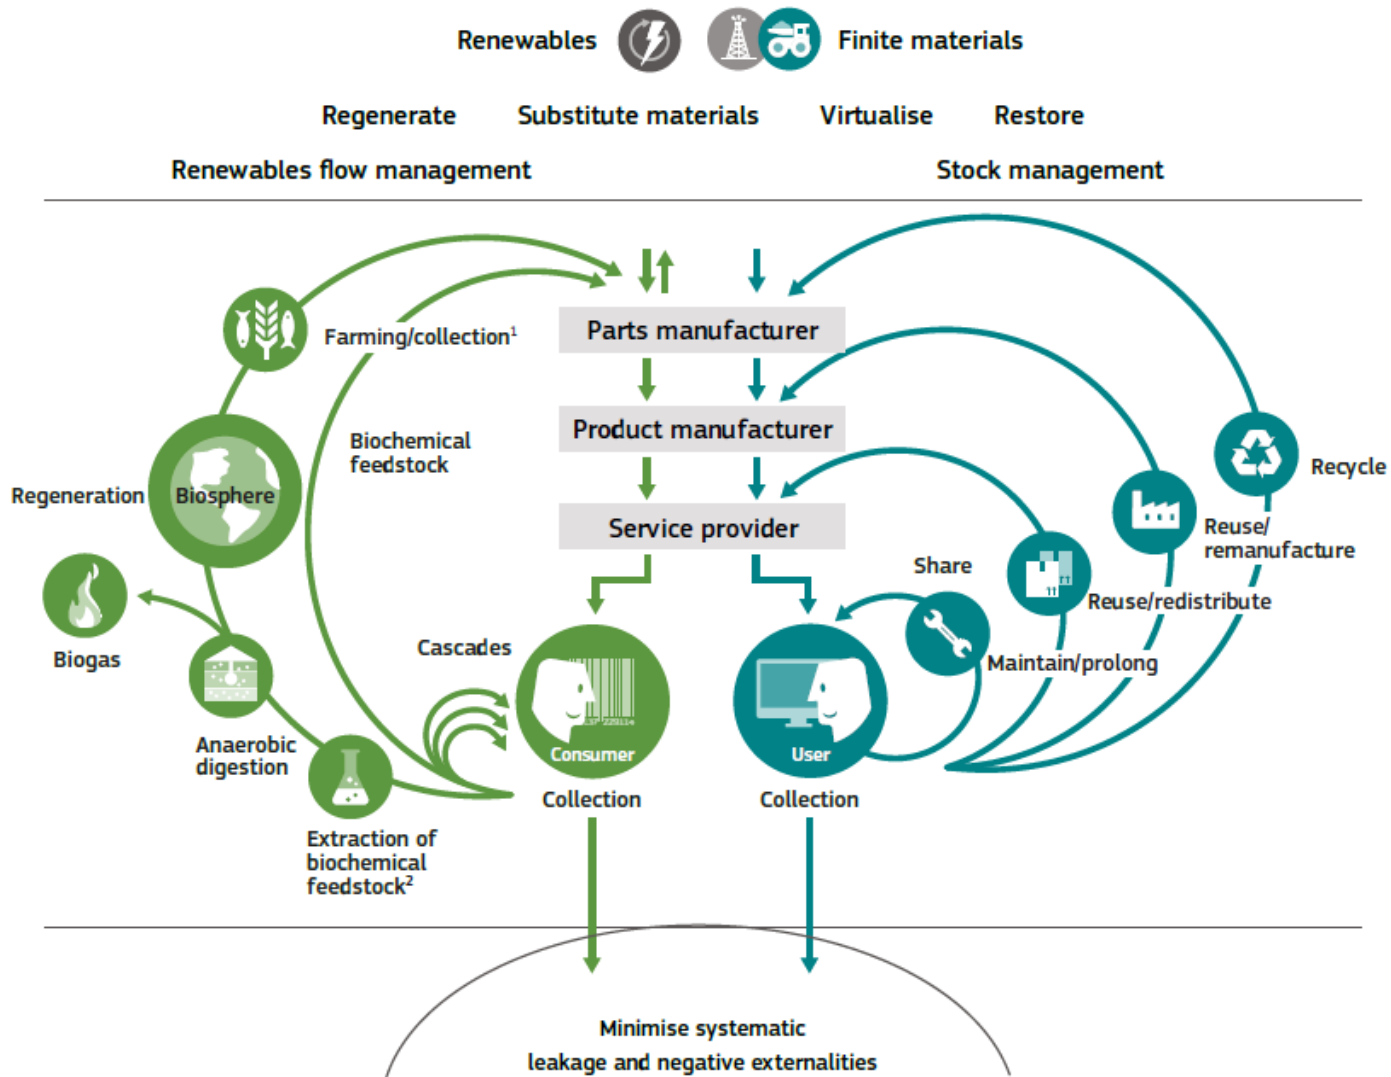 Renewables
Finite materials
Regenerate
Substitute materials
Virtualise
Restore
Renewables flow management
Stock management
Farming/collection¹
Parts manufacturer
Biochemical
feedstock
Product manufacturer
Recycle
Regeneration
Biosphere
Service provider
Reuse/
remanufacture
Share
Reuse/redistribute
Biogas
Cascades
Maintain/prolong
Anaerobic
digestion
Consumer
User
Collection
Collection
Extraction of
biochemical
feedstock²
Minimise systematic
leakage and negative externalities